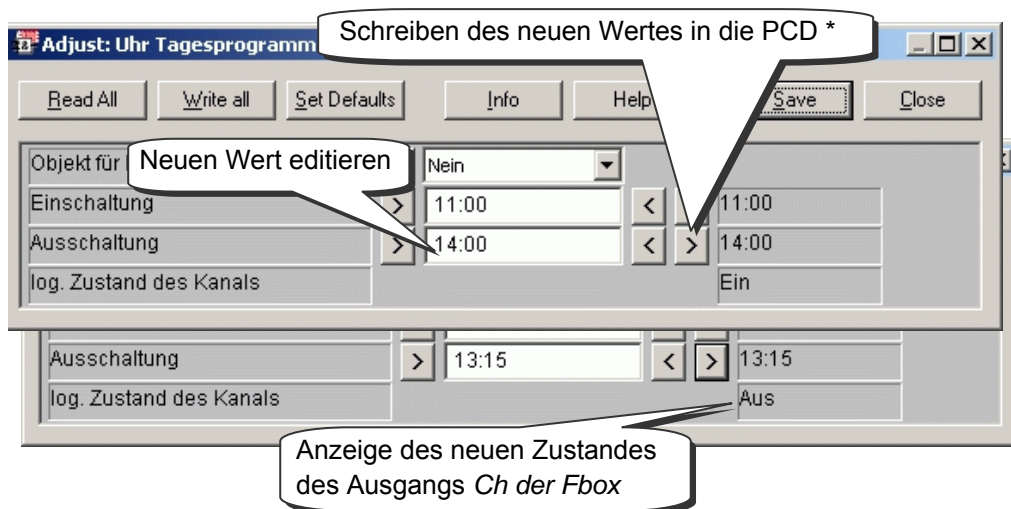 Schreiben des neuen Wertes in die PCD *
Adjust: Uhr Tagesprogramm
Read All Write all Set Defaults Info Help Save Close
Objekt für
Neuen Wert editieren
Nein
Einschaltung > 11:00 < 11:00
Ausschaltung > 14:00 < > 14:00
log. Zustand des Kanals Ein
Ausschaltung > 13:15 < > 13:15
log. Zustand des Kanals Aus
Anzeige des neuen Zustandes
des Ausgangs Ch der Fbox